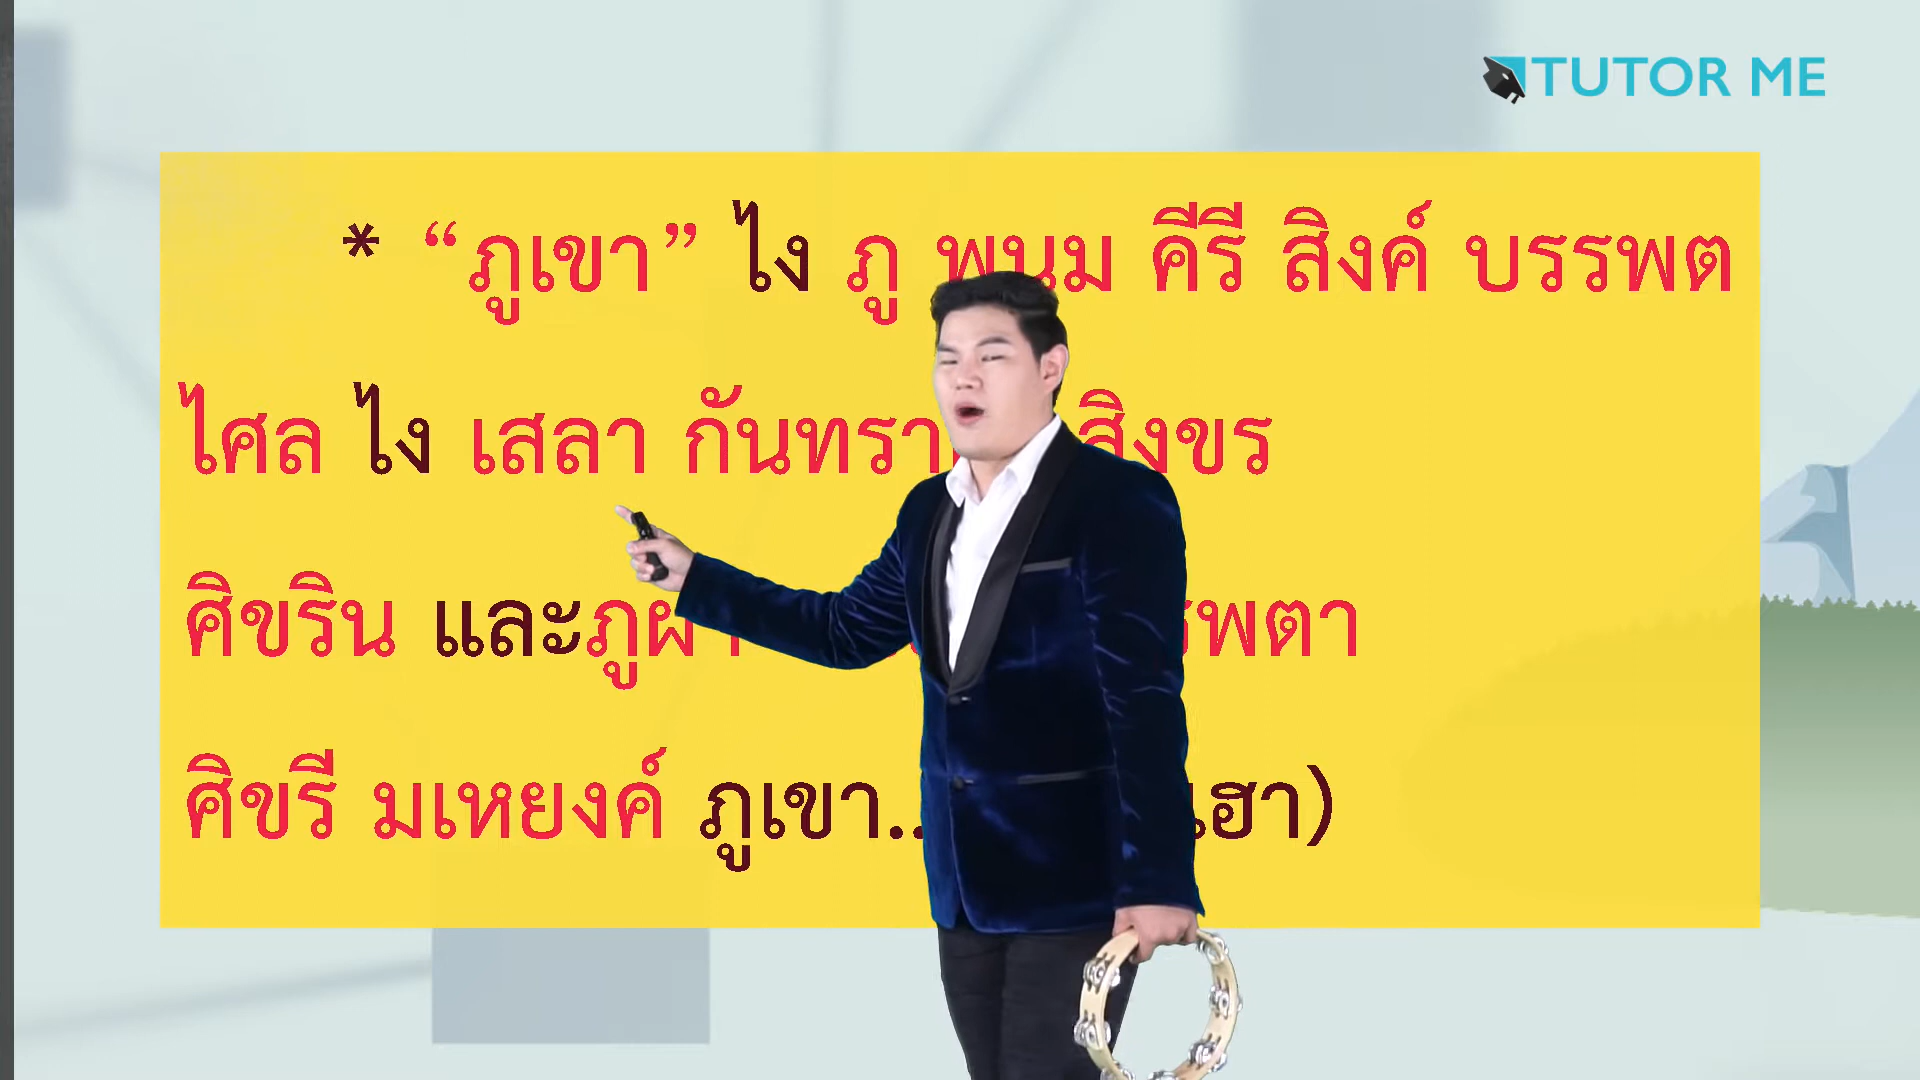 TUTOR ME
* “ภูเขา” ไง ภู พนม คีรี สิงค์ บรรพต
ไศล ไง เสลา กันทรา สิงขร
ศิขริน และภูผา พตา
ศิขรี มเหยงค์ ภูเขา.. เฮา)